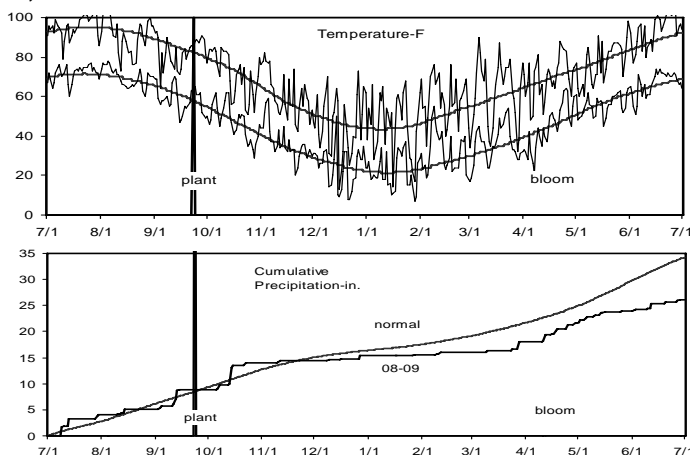 100
Temperature-F
80
60
40
20
plant
bloom
0
7/1 8/1 9/1 10/1 11/1 12/1 1/1 2/1 3/1 4/1 5/1 6/1 7/1
35
Cumulative
30
Precipitation-in.
25
normal
20
15
08-09
10
5
plant
bloom
0
7/1 8/1 9/1 10/1 11/1 12/1 1/1 2/1 3/1 4/1 5/1 6/1 7/1